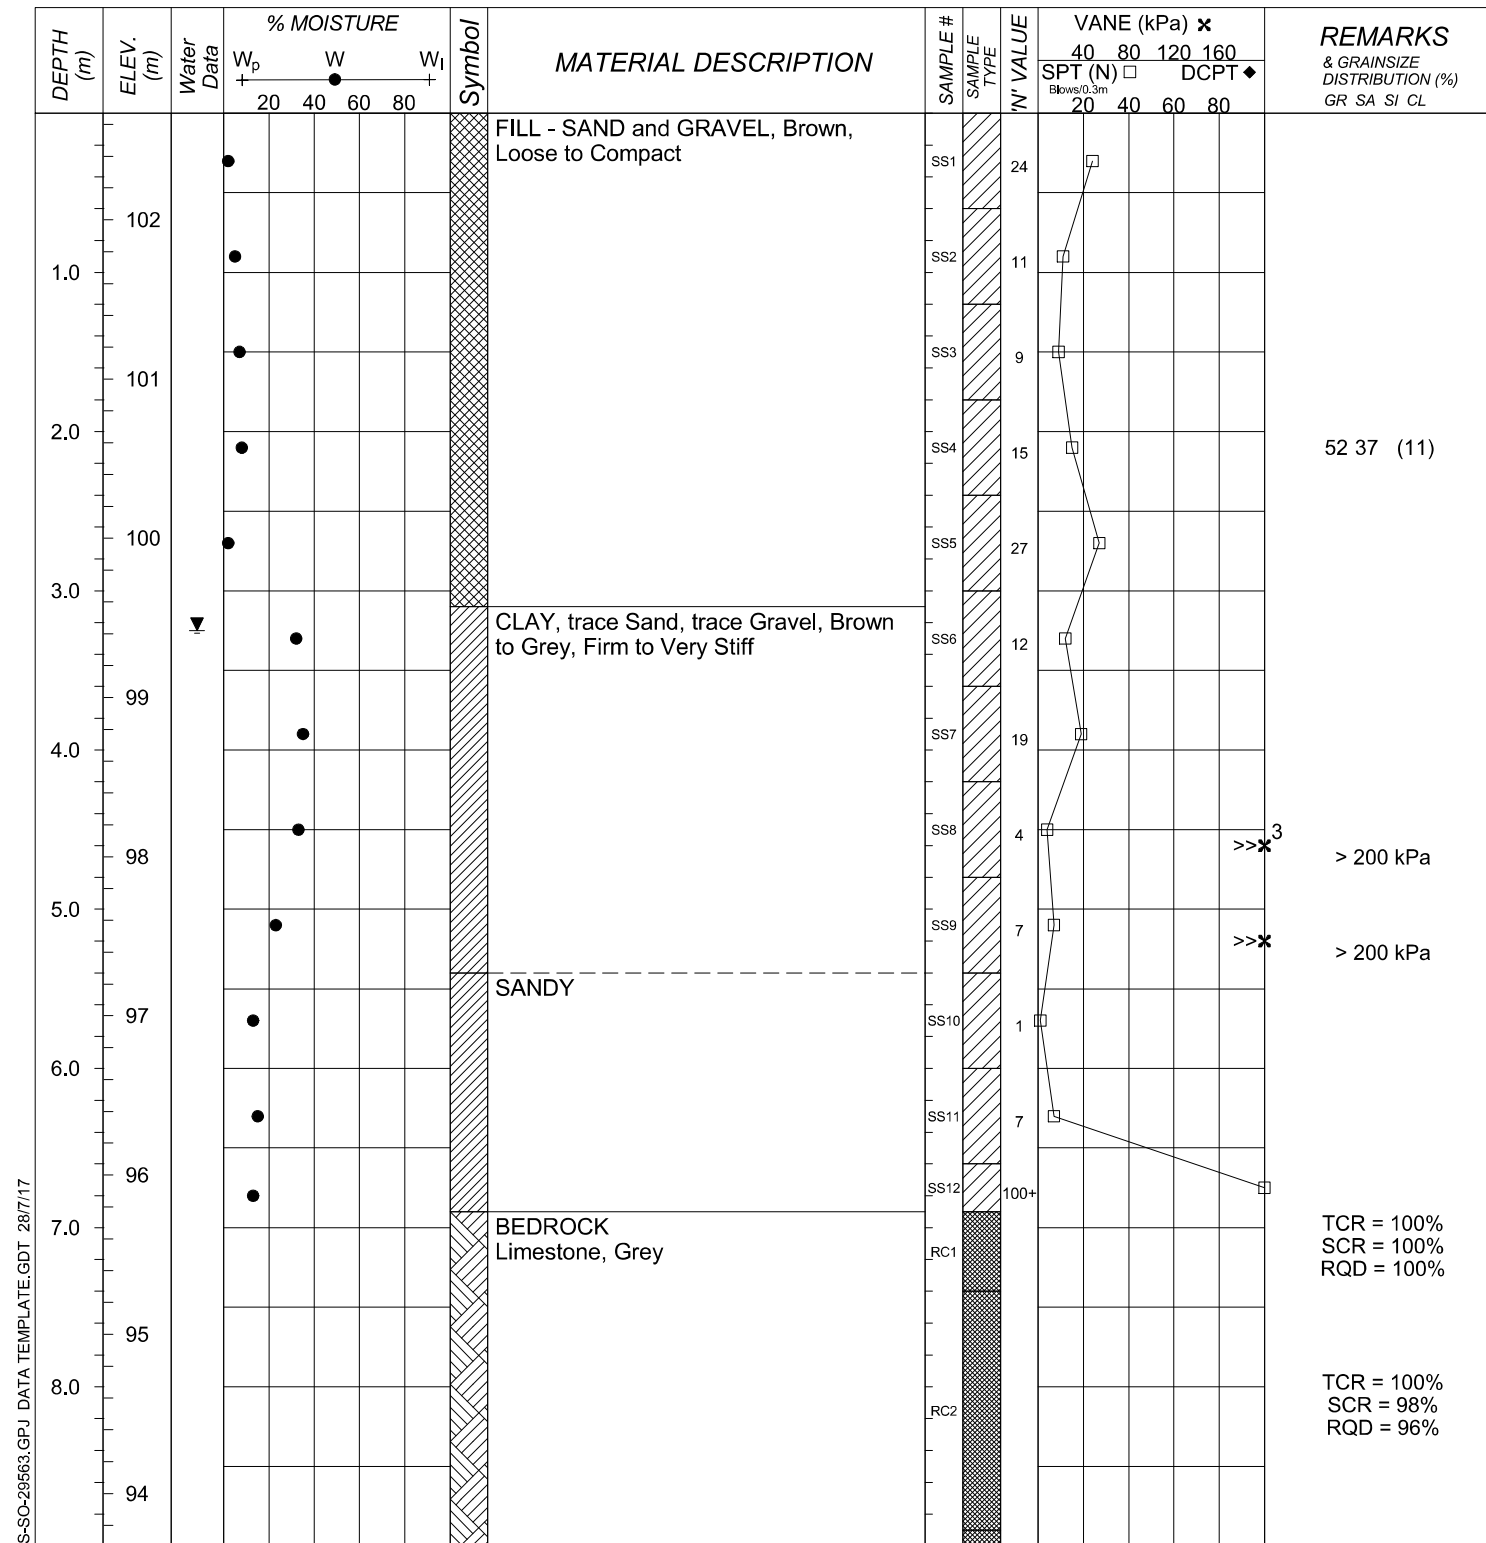 DEPTH (m)
ELEV. (m)
Water Data
% MOISTURE
Wp W Wl
20 40 60 80
Symbol
MATERIAL DESCRIPTION
SAMPLE #
SAMPLE TYPE
'N' VALUE
VANE (kPa) ✖
40 80 120 160
SPT (N) □ DCPT ◆
Blows/0.3m
20 40 60 80
REMARKS
& GRAINSIZE
DISTRIBUTION (%)
GR SA SI CL
FILL - SAND and GRAVEL, Brown,
Loose to Compact
SS1 24
102
SS2 11
1.0
SS3 9
101
2.0
SS4 15 52 37 (11)
100
SS5 27
3.0
CLAY, trace Sand, trace Gravel, Brown
to Grey, Firm to Very Stiff
SS6 12
99
SS7 19
4.0
SS8 4 3
>>✖
98 > 200 kPa
5.0
SS9 7
>>✖
> 200 kPa
SANDY
97
SS10 1
6.0
SS11 7
96
SS12 100+
7.0
BEDROCK
Limestone, Grey
RC1
TCR = 100%
SCR = 100%
RQD = 100%
95
8.0
RC2
TCR = 100%
SCR = 98%
RQD = 96%
94
S-SO-29563.GPJ DATA TEMPLATE.GDT 28/7/17